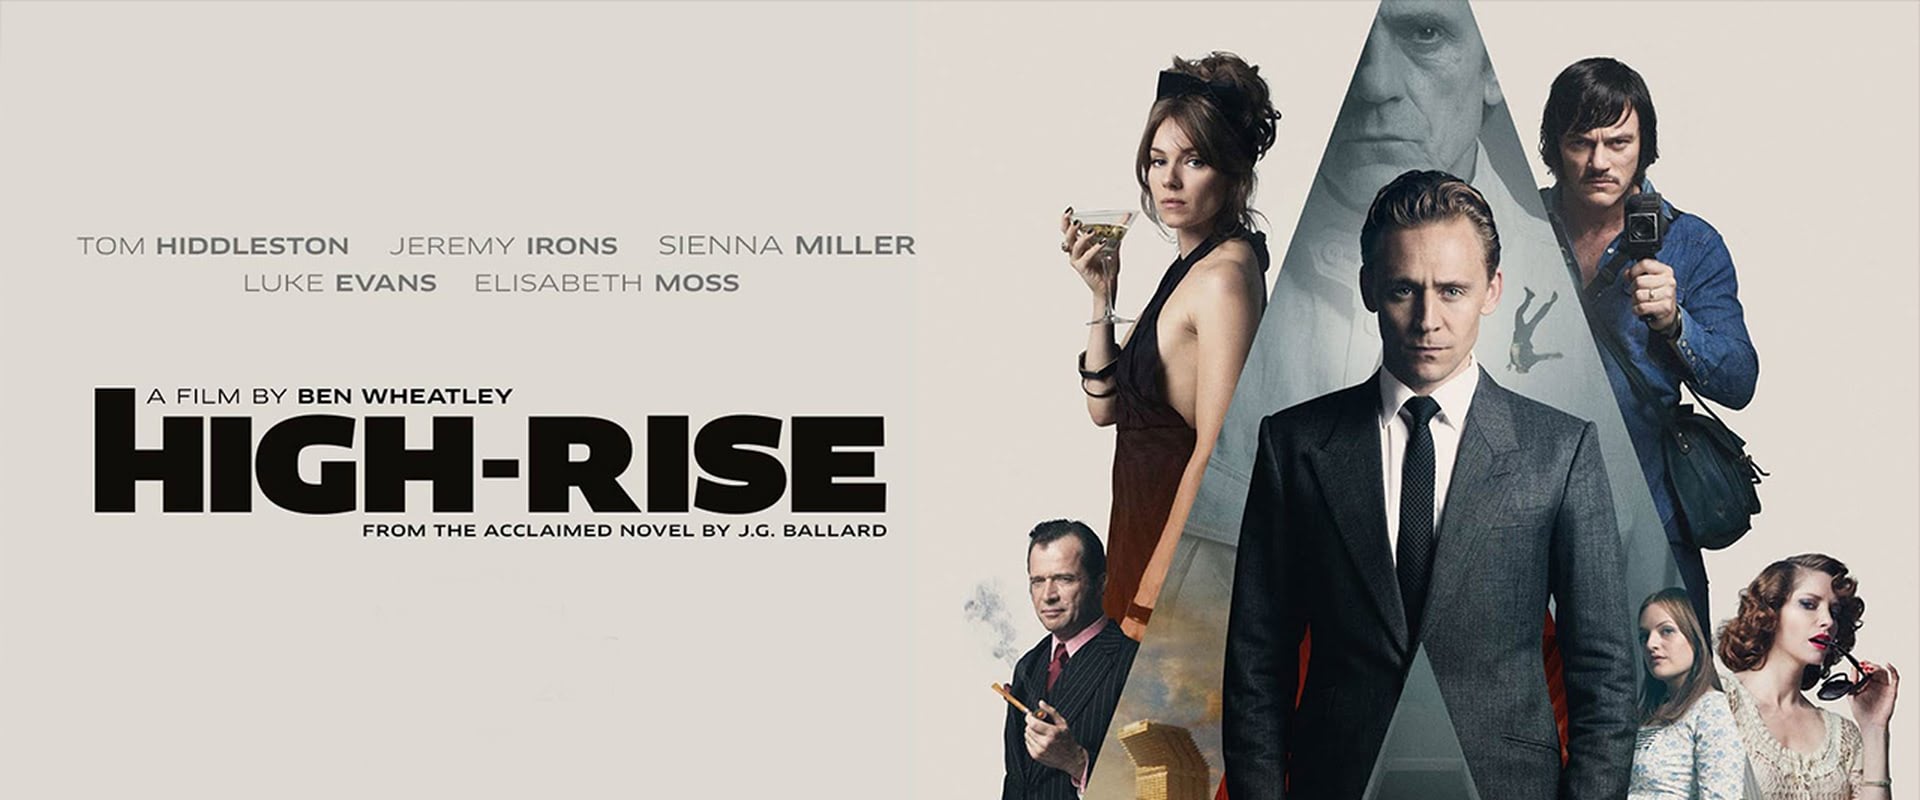 TOM HIDDLESTON JEREMY IRONS SIENNA MILLER
LUKE EVANS ELISABETH MOSS
A FILM BY BEN WHEATLEY
HIGH-RISE
FROM THE ACCLAIMED NOVEL BY J.G. BALLARD